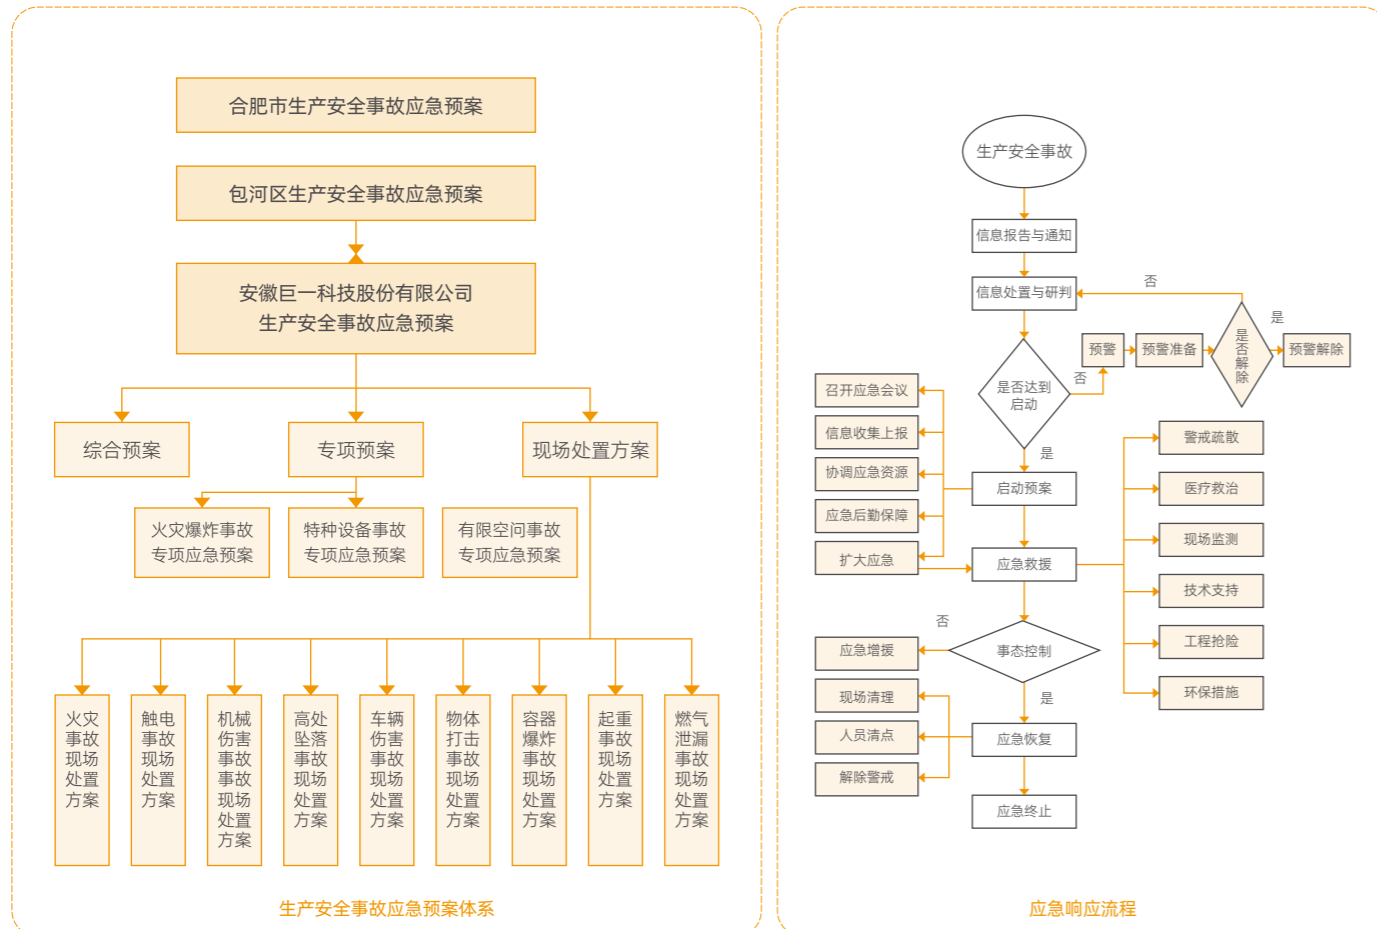 合肥市生产安全事故应急预案
包河区生产安全事故应急预案
安徽巨一科技股份有限公司
生产安全事故应急预案
综合预案
专项预案
现场处置方案
火灾爆炸事故
专项应急预案
特种设备事故
专项应急预案
有限空问事故
专项应急预案
火灾
事故
现场
处置
方案
触电
事故
现场
处置
方案
机械
伤害
事故
事故
现场
处置
方案
高处
坠落
事故
现场
处置
方案
车辆
伤害
事故
现场
处置
方案
物体
打击
事故
现场
处置
方案
容器
爆炸
事故
现场
处置
方案
起重
事故
现场
处置
方案
燃气
泄漏
事故
现场
处置
方案
生产安全事故应急预案体系
生产安全事故
信息报告与通知
信息处置与研判
否
是否达到
启动
否
预警
预警准备
是
否
解
除
是
预警解除
是
召开应急会议
信息收集上报
协调应急资源
应急后勤保障
扩大应急
启动预案
应急救援
警戒疏散
医疗救治
现场监测
技术支持
工程抢险
环保措施
否
事态控制
是
应急增援
现场清理
人员清点
解除警戒
应急恢复
应急终止
应急响应流程